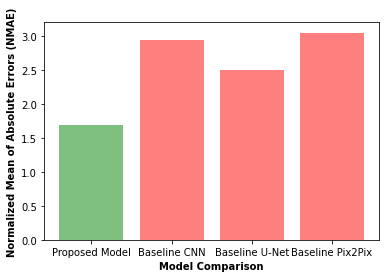 Normalized Mean of Absolute Errors (NMAE)
3.0
2.5
2.0
1.5
1.0
0.5
0.0
Proposed Model Baseline CNN Baseline U-Net Baseline Pix2Pix
Model Comparison